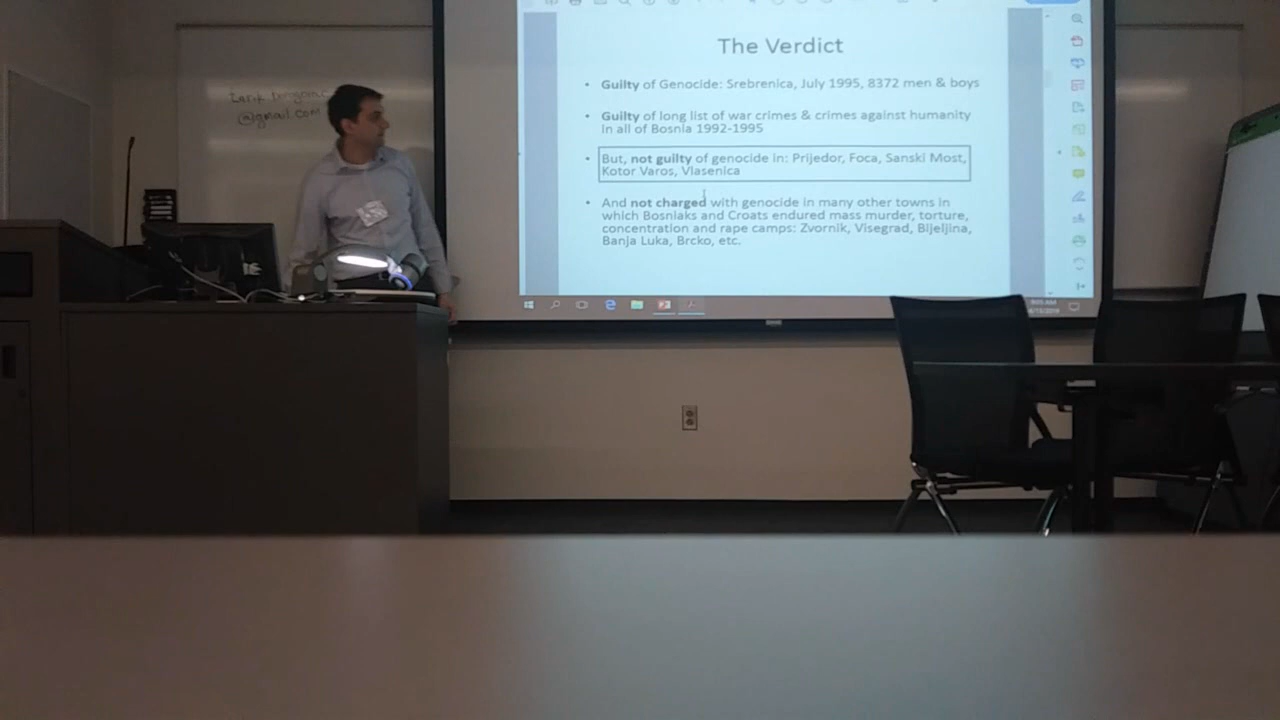 @gmail.com
The Verdict
• Guilty of Genocide: Srebrenica, July 1995, 8372 men & boys
• Guilty of long list of war crimes & crimes against humanity
in all of Bosnia 1992-1995
• But, not guilty of genocide in: Prijedor, Foca, Sanski Most,
Kotor Varos, Vlasenica
• And not charged with genocide in many other towns in
which Bosniaks and Croats endured mass murder, torture,
concentration and rape camps: Zvornik, Visegrad, Bijeljina,
Banja Luka, Brcko, etc.